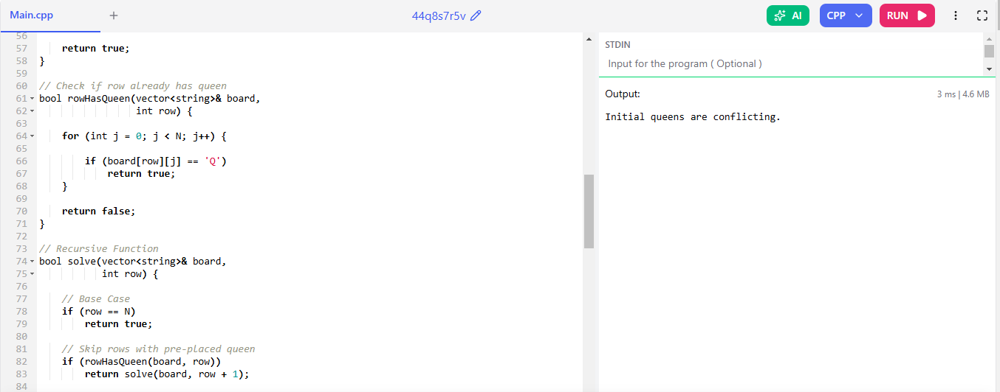 Main.cpp
+
44q8s7r5v
AI
CPP
RUN
56
57 return true;
58 }
59
60 // Check if row already has queen
61 bool rowHasQueen(vector<string>& board,
62 int row) {
63
64 for (int j = 0; j < N; j++) {
65
66 if (board[row][j] == 'Q')
67 return true;
68 }
69
70 return false;
71 }
72
73 // Recursive Function
74 bool solve(vector<string>& board,
75 int row) {
76
77 // Base Case
78 if (row == N)
79 return true;
80
81 // Skip rows with pre-placed queen
82 if (rowHasQueen(board, row))
83 return solve(board, row + 1);
84
STDIN
Input for the program ( Optional )
Output:
3 ms | 4.6 MB
Initial queens are conflicting.